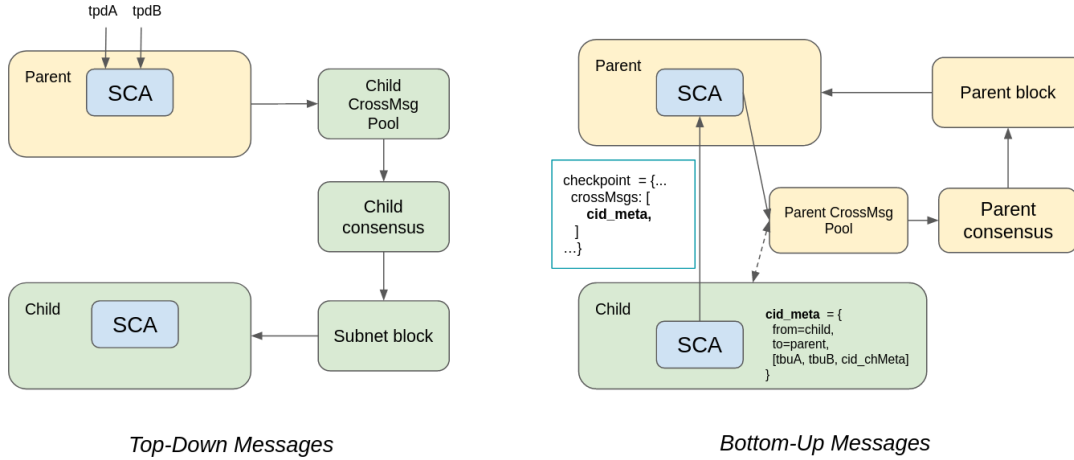 tpdA
tpdB
Parent
SCA
Child
CrossMsg
Pool
Child
consensus
Child
SCA
Subnet block
Top-Down Messages
Parent
SCA
Parent block
checkpoint = {...
crossMsgs: [
cid_meta,
]
...}
Parent CrossMsg
Pool
Parent
consensus
Child
SCA
cid_meta = {
from=child,
to=parent,
[tbuA, tbuB, cid_chMeta]
}
Bottom-Up Messages